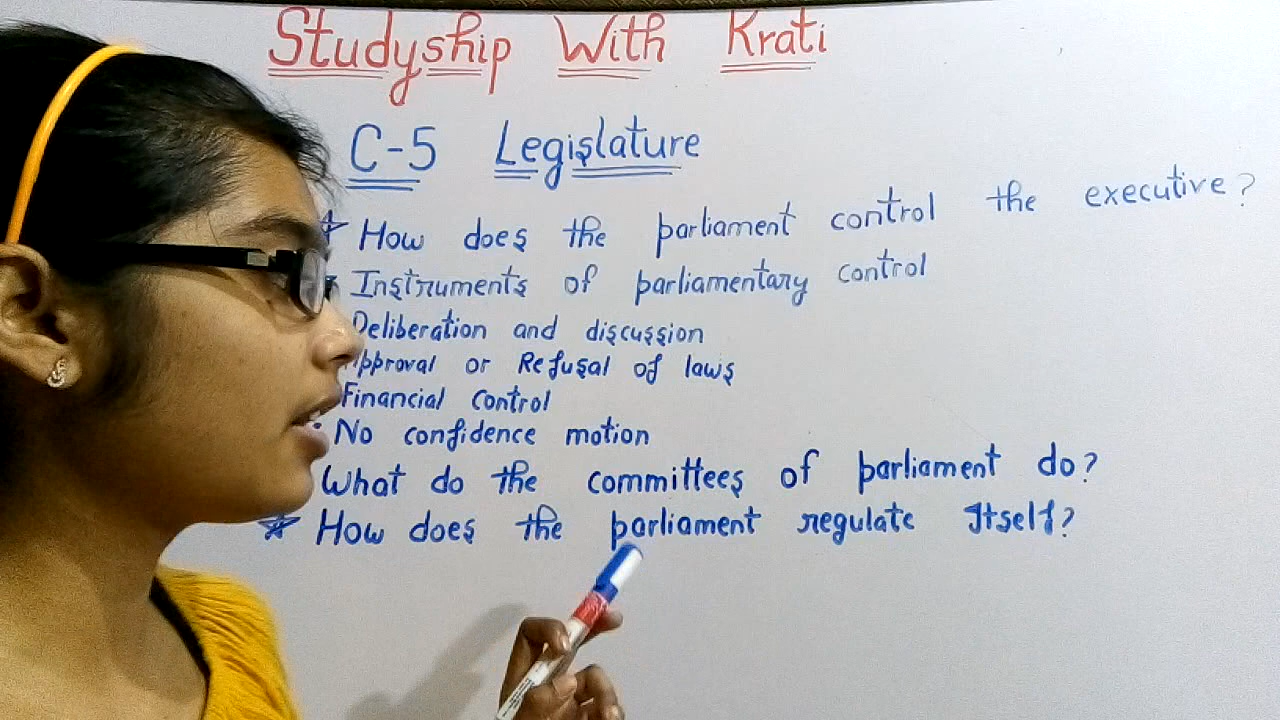 Studyship With Krati
C-5 Legislature
How does the parliament control the executive?
Instruments of parliamentary control
Deliberation and discussion
Approval or Refusal of laws
Financial control
No confidence motion
What do the committees of parliament do?
How does the parliament regulate Itself?